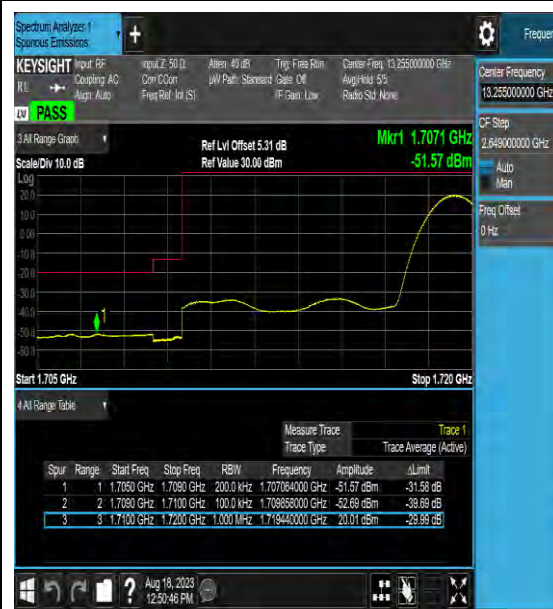 Spectrum Analyzer 1
Spurious Emissions
Frequen
KEYSIGHT Input: RF Input Z: 50 Ω Atten: 40 dB Trig: Free Run Center Freq: 13.255000000 GHz
RL Coupling: AC Corr CCorr µW Path: Standard Gate: Off Avg|Hold: 5/5
Align: Auto Freq Ref: Int (S) IF Gain: Low Radio Std: None
PASS
Center Frequency
13.255000000 GHz
CF Step
2.649000000 GHz
Auto
Man
Freq Offset
0 Hz
3 All Range Graph
Ref Lvl Offset 5.31 dB
Mkr1 1.7071 GHz
Scale/Div 10.0 dB
Ref Value 30.00 dBm
-51.57 dBm
Log
20.0
10.0
0.00
-10.0
-20.0
-30.0
-40.0
-50.0
-60.0
1
Start 1.705 GHz
Stop 1.720 GHz
4 All Range Table
Measure Trace Trace 1
Trace Type Trace Average (Active)
Spur Range Start Freq Stop Freq RBW Frequency Amplitude ΔLimit
1 1 1.7050 GHz 1.7090 GHz 200.0 kHz 1.707064000 GHz -51.57 dBm -31.58 dB
2 2 1.7090 GHz 1.7100 GHz 100.0 kHz 1.709858000 GHz -52.69 dBm -39.69 dB
3 3 1.7100 GHz 1.7200 GHz 1.000 MHz 1.719440000 GHz 20.01 dBm -29.99 dB
?
Aug 18, 2023
12:50:46 PM